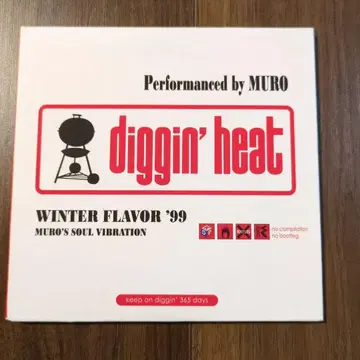 Performanced by MURO
diggin' heat
WINTER FLAVOR '99
MURO'S SOUL VIBRATION
no compilation
no bootleg
keep on diggin' 365 days